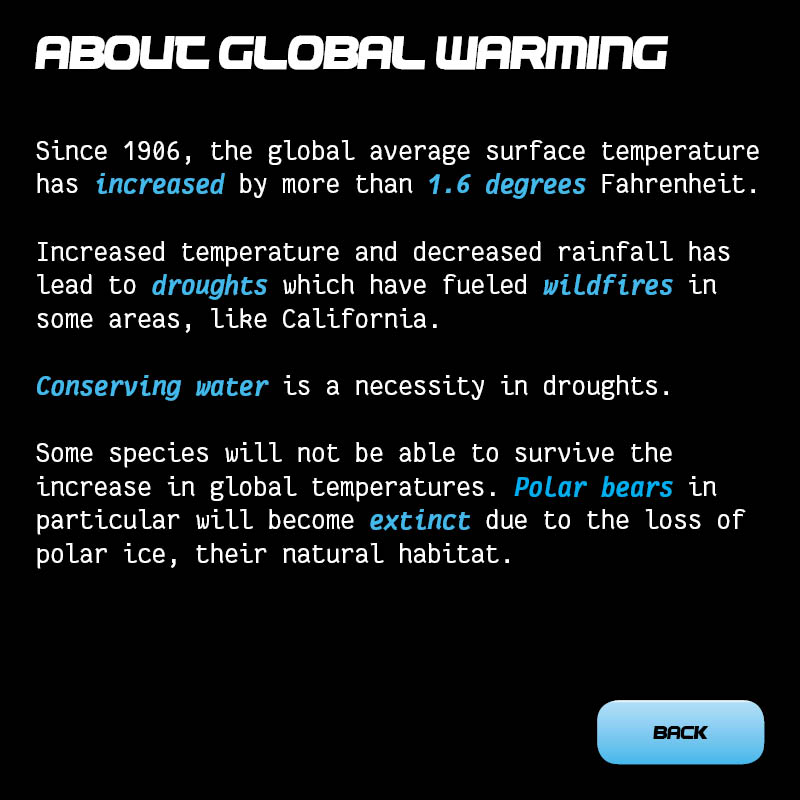 ABOUT GLOBAL WARMING
Since 1906, the global average surface temperature
has increased by more than 1.6 degrees Fahrenheit.
Increased temperature and decreased rainfall has
lead to droughts which have fueled wildfires in
some areas, like California.
Conserving water is a necessity in droughts.
Some species will not be able to survive the
increase in global temperatures. Polar bears in
particular will become extinct due to the loss of
polar ice, their natural habitat.
BACK